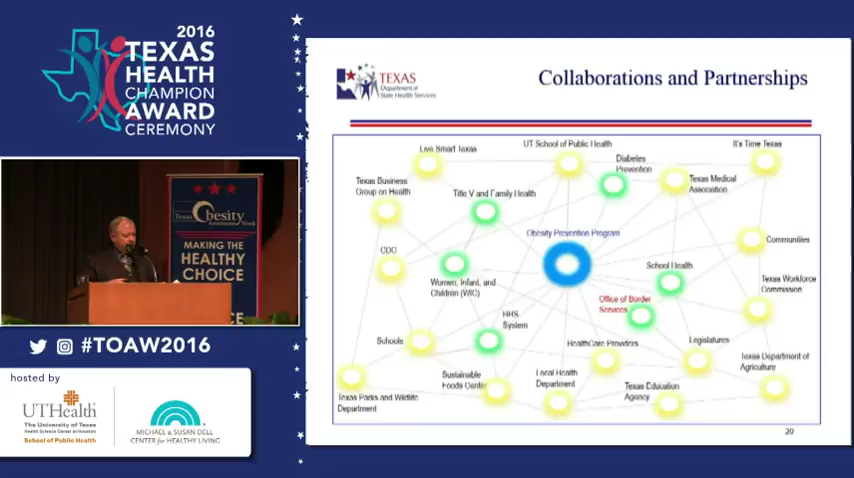 2016
TEXAS
HEALTH
CHAMPION
AWARD
CEREMONY
Texas Obesity
Awareness Week
MAKING THE
HEALTHY
CHOICE
#TOAW2016
hosted by
UTHealth
The University of Texas
Health Science Center at Houston
School of Public Health
MICHAEL & SUSAN DELL
CENTER for HEALTHY LIVING
TEXAS
Department of
State Health Services
Collaborations and Partnerships
Live Smart Texas
UT School of Public Health
It's Time Texas
Diabetes
Prevention
Texas Business
Group on Health
Title V and Family Health
Texas Medical
Association
Obesity Prevention Program
Communities
CDC
School Health
Women, Infant, and
Children (WIC)
Texas Workforce
Commission
Office of Border
Services
HHS
System
Schools
HealthCare Providers
Legislatures
Texas Department of
Agriculture
Sustainable
Foods Center
Local Health
Department
Texas Education
Agency
Texas Parks and Wildlife
Department
20